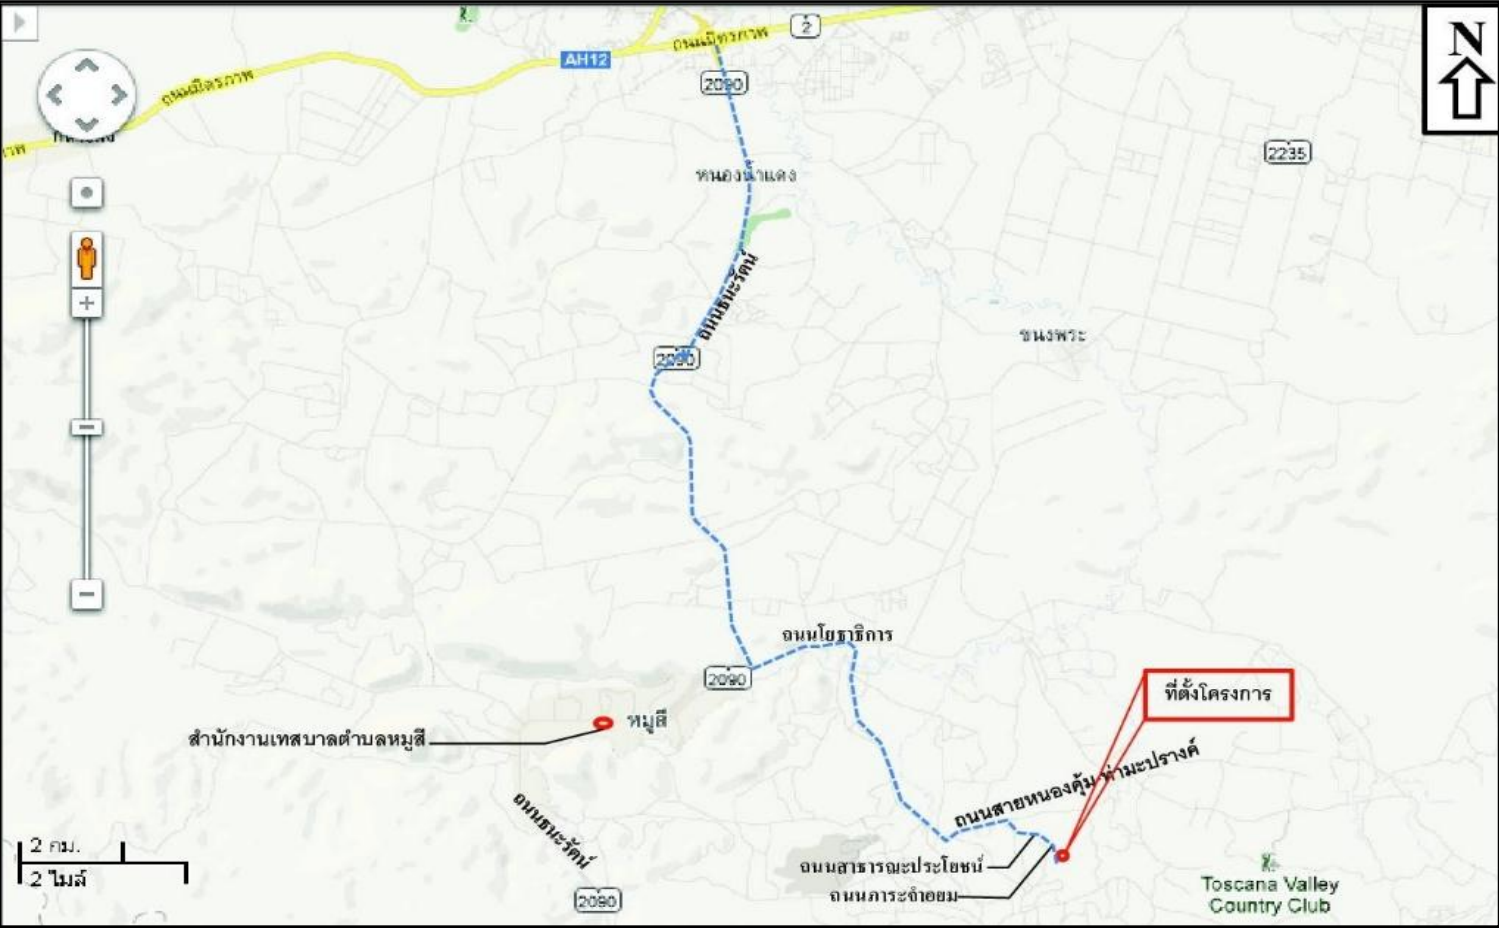 2
N
ถนนมิตรภาพ
AH12
ถนนมิตรภาพ
2090
าพ
2235
หนองน้ำแดง
ถนนธนะรัตน์
ขนงพระ
2090
ถนนโยธาธิการ
2090
ที่ตั้งโครงการ
หมูสี
สำนักงานเทศบาลตำบลหมูสี
ถนนสายหนองคุ้ม-ท่ามะปรางค์
ถนนธนะรัตน์
2 กม.
2 ไมล์
ถนนสาธารณะประโยชน์
ถนนภาระจำยอม
2090
Toscana Valley
Country Club